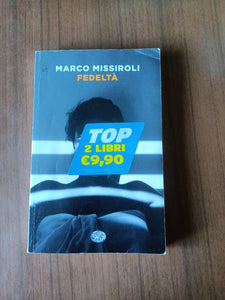 MARCO MISSIROLI
FEDELTÀ
TOP
2 LIBRI
€9,90